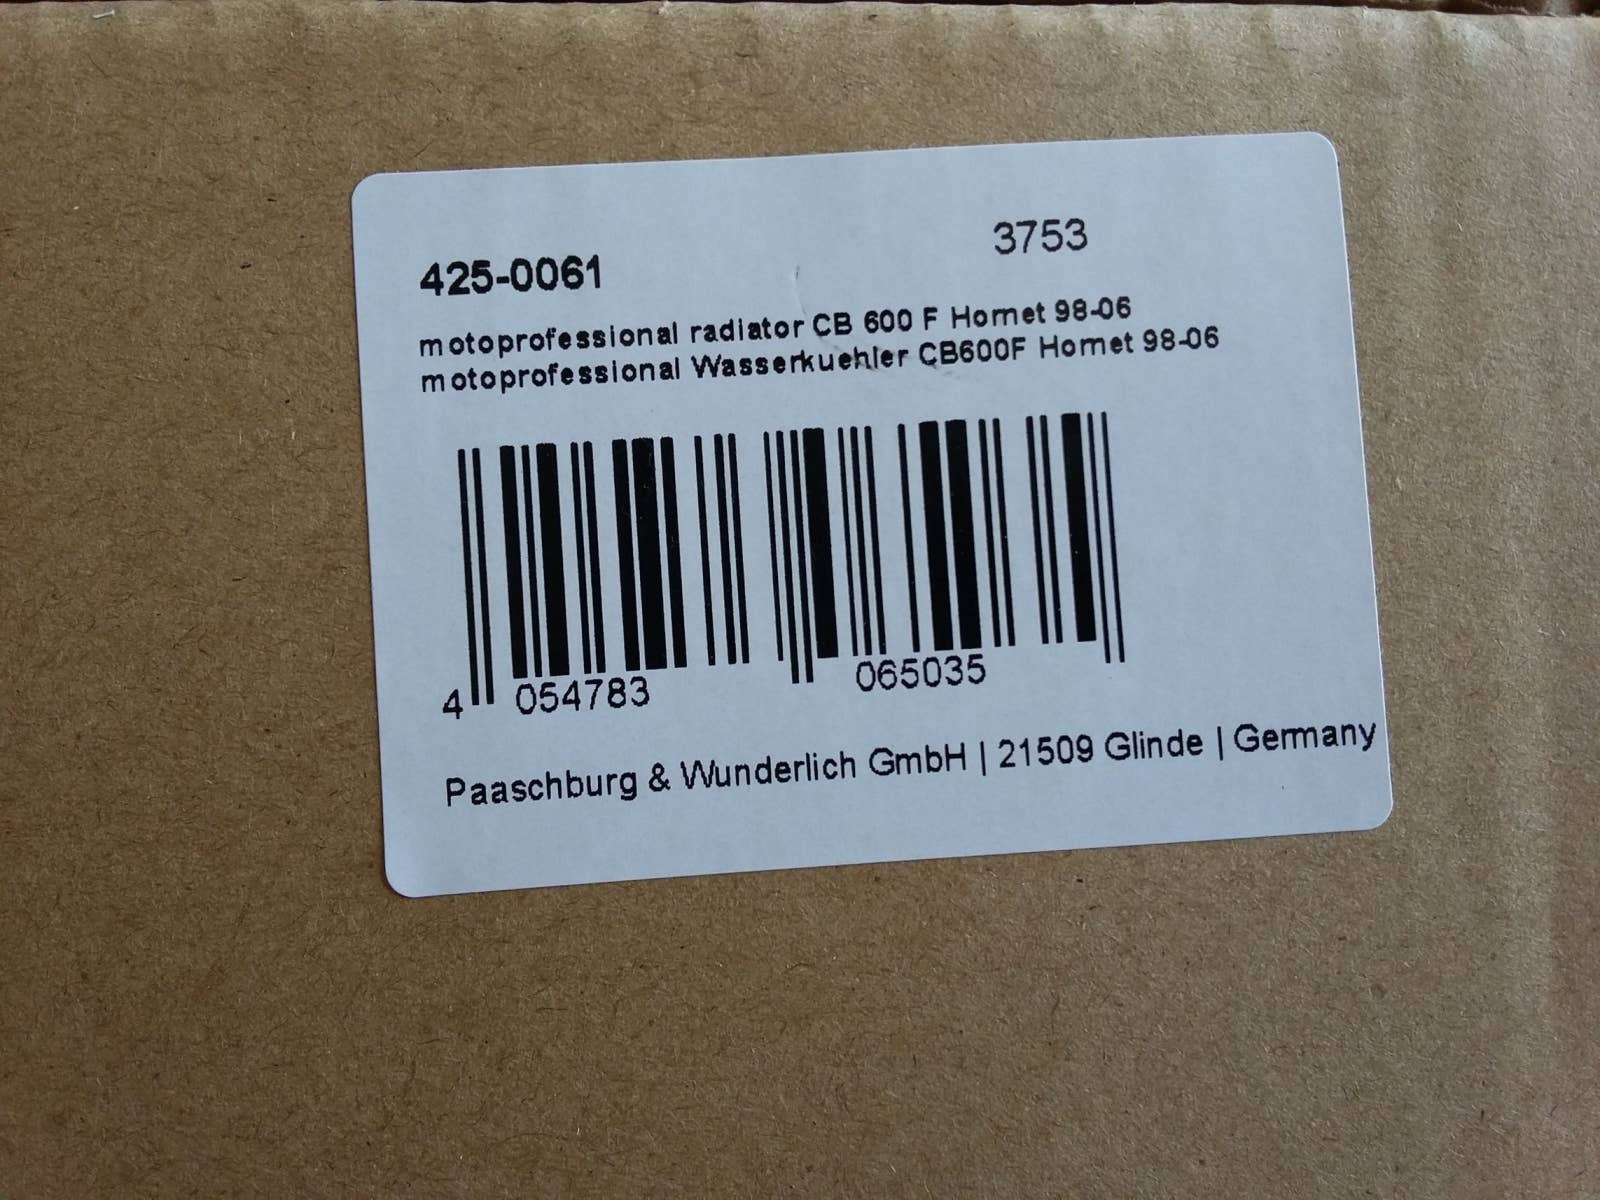 3753
425-0061
motoprofessional radiator CB 600 F Hornet 98-06
motoprofessional Wasserkuehler CB600F Hornet 98-06
4 054783 065035
Paaschburg & Wunderlich GmbH | 21509 Glinde | Germany